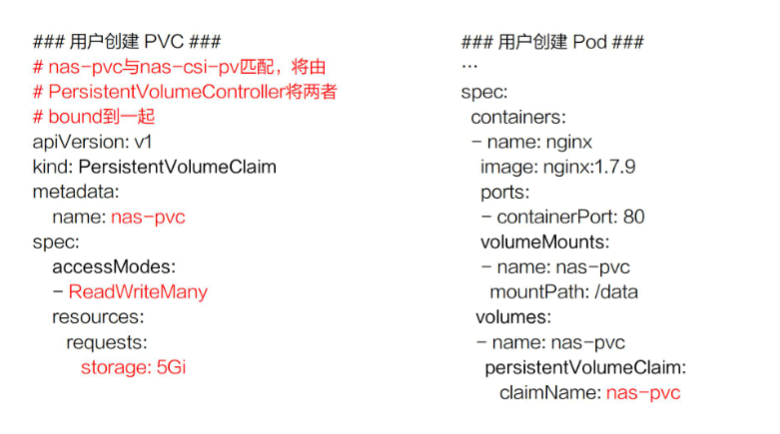 ### 用户创建 PVC ###
# nas-pvc与nas-csi-pv匹配，将由
# PersistentVolumeController将两者
# bound到一起
apiVersion: v1
kind: PersistentVolumeClaim
metadata:
name: nas-pvc
spec:
accessModes:
- ReadWriteMany
resources:
requests:
storage: 5Gi
### 用户创建 Pod ###
...
spec:
containers:
- name: nginx
image: nginx:1.7.9
ports:
- containerPort: 80
volumeMounts:
- name: nas-pvc
mountPath: /data
volumes:
- name: nas-pvc
persistentVolumeClaim:
claimName: nas-pvc